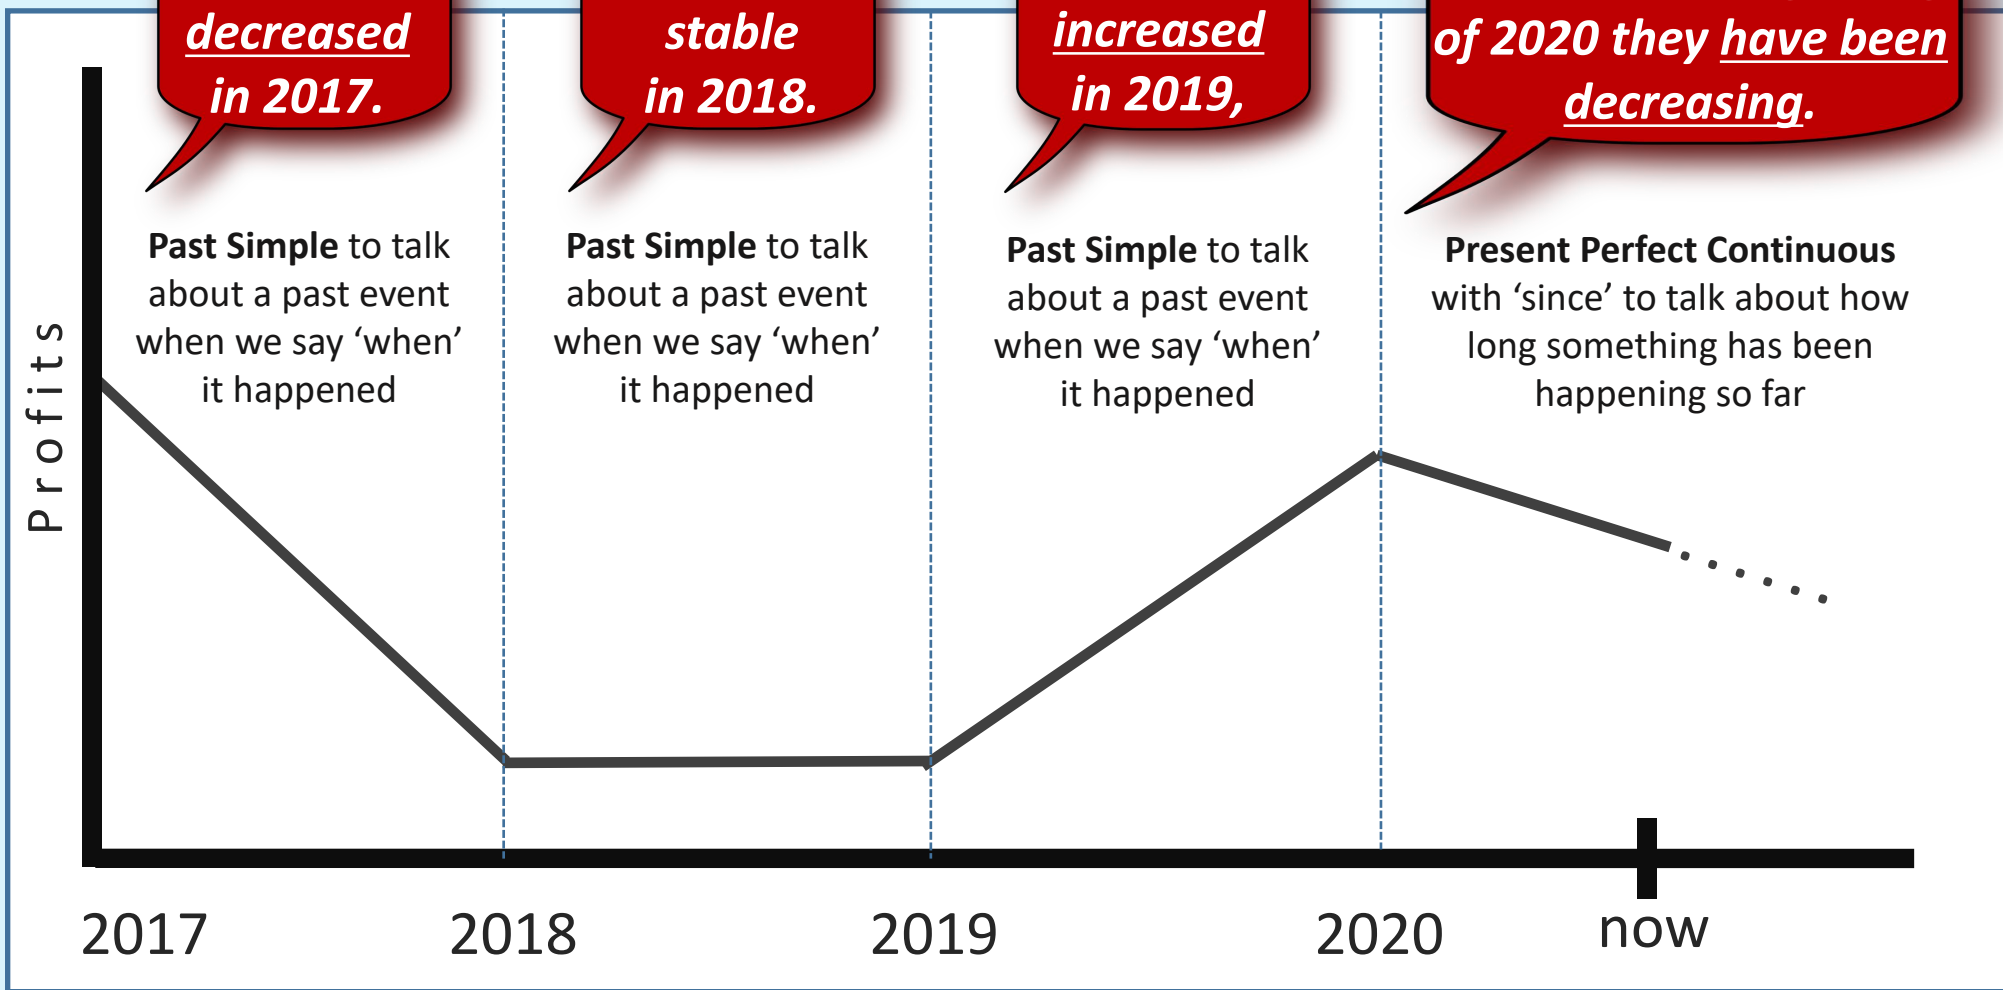 decreased
in 2017.
stable
in 2018.
increased
in 2019,
of 2020 they have been
decreasing.
Past Simple to talk
about a past event
when we say ‘when’
it happened
Past Simple to talk
about a past event
when we say ‘when’
it happened
Past Simple to talk
about a past event
when we say ‘when’
it happened
Present Perfect Continuous
with ‘since’ to talk about how
long something has been
happening so far
Profits
2017
2018
2019
2020
now